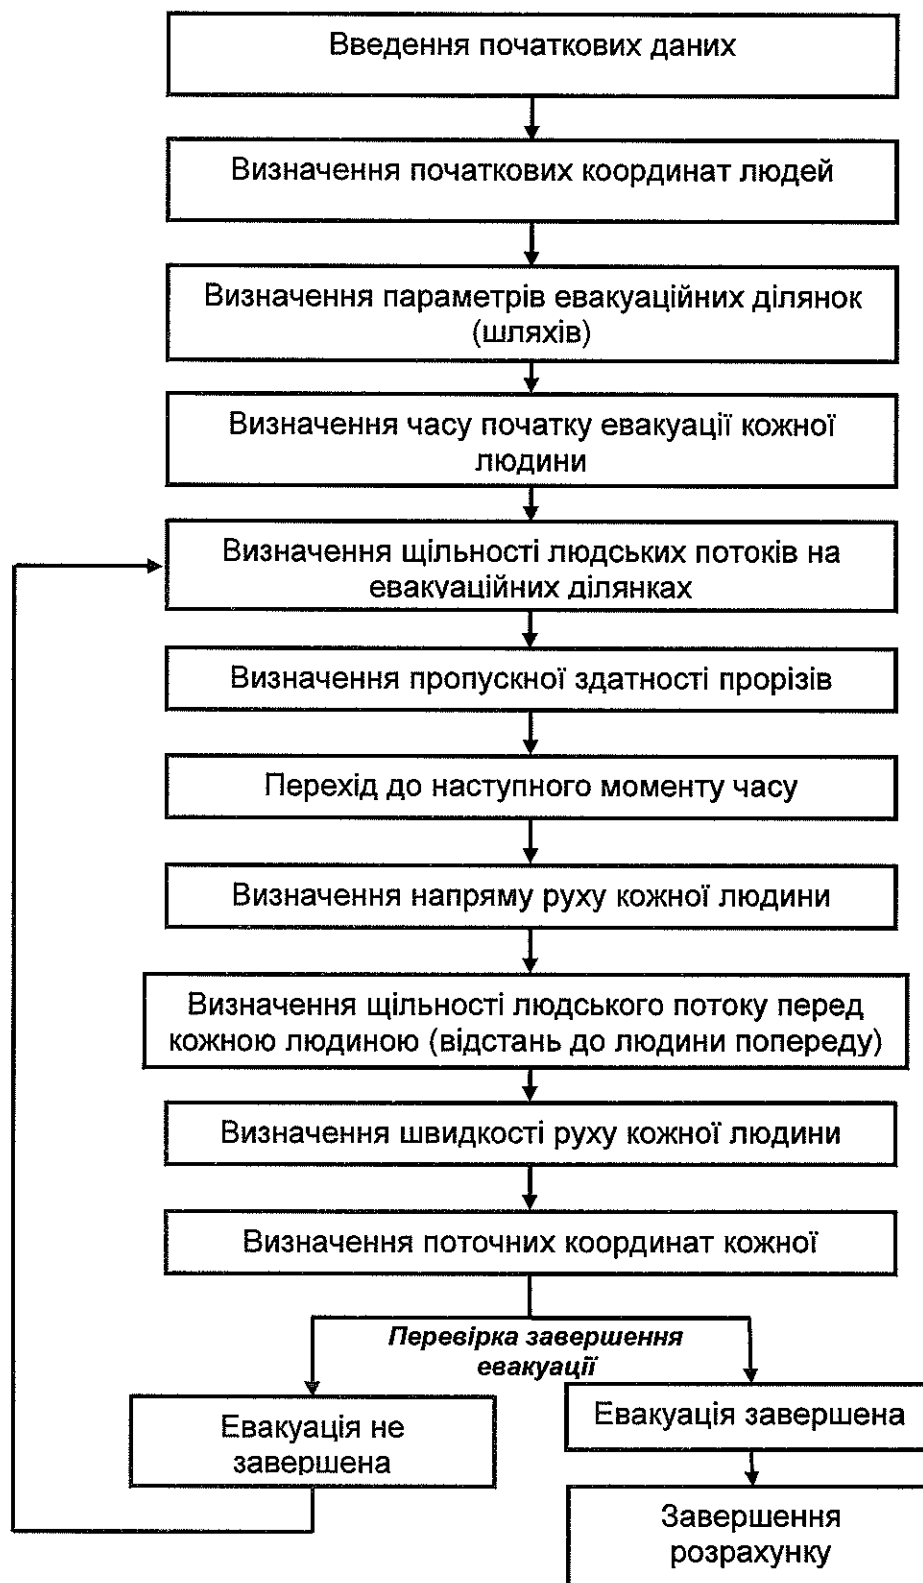 Введення початкових даних
Визначення початкових координат людей
Визначення параметрів евакуаційних ділянок
(шляхів)
Визначення часу початку евакуації кожної
людини
Визначення щільності людських потоків на
евакуаційних ділянках
Визначення пропускної здатності прорізів
Перехід до наступного моменту часу
Визначення напряму руху кожної людини
Визначення щільності людського потоку перед
кожною людиною (відстань до людини попереду)
Визначення швидкості руху кожної людини
Визначення поточних координат кожної
Перевірка завершення
евакуації
Евакуація не
завершена
Евакуація завершена
Завершення
розрахунку